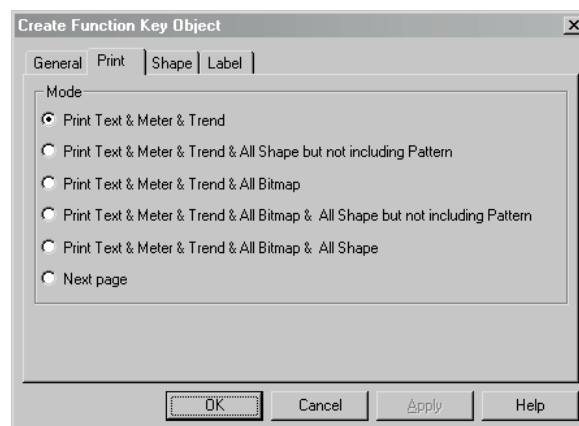 Create Function Key Object
General Print Shape Label
Mode
Print Text & Meter & Trend
Print Text & Meter & Trend & All Shape but not including Pattern
Print Text & Meter & Trend & All Bitmap
Print Text & Meter & Trend & All Bitmap & All Shape but not including Pattern
Print Text & Meter & Trend & All Bitmap & All Shape
Next page
OK Cancel Apply Help